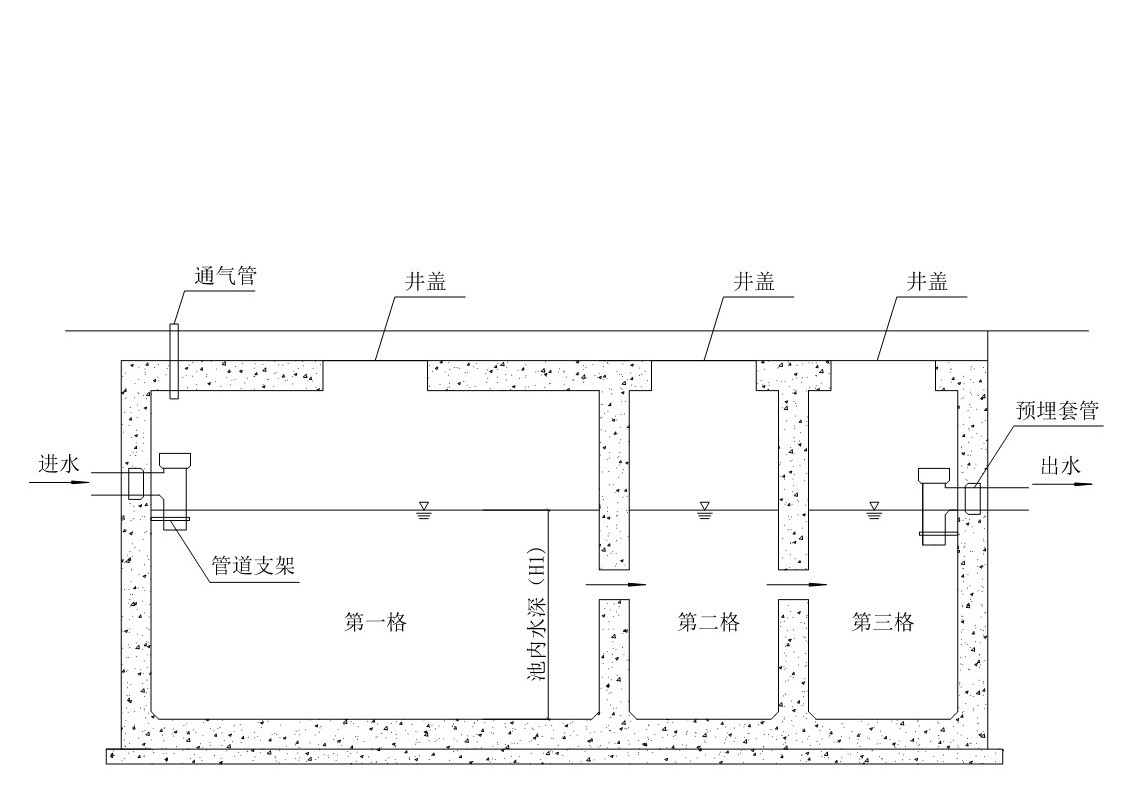 通气管
井盖
井盖
井盖
预埋套管
进水
出水
管道支架
池内水深（H1）
第一格
第二格
第三格